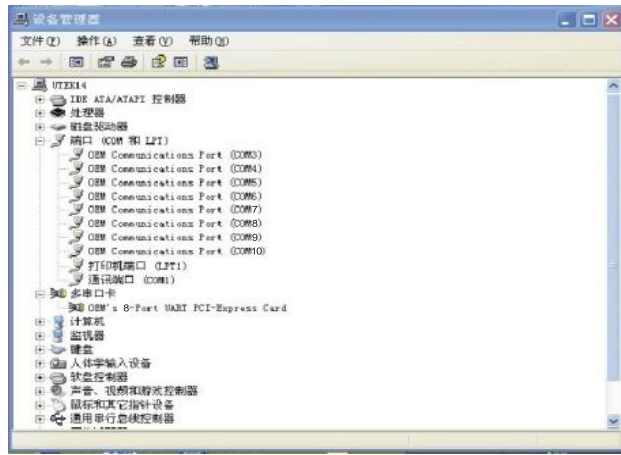 设备管理器
文件(F) 操作(A) 查看(V) 帮助(H)
UTEK14
IDE ATA/ATAPI 控制器
处理器
磁盘驱动器
端口 (COM 和 LPT)
OEM Communications Port (COM3)
OEM Communications Port (COM4)
OEM Communications Port (COM5)
OEM Communications Port (COM6)
OEM Communications Port (COM7)
OEM Communications Port (COM8)
OEM Communications Port (COM9)
OEM Communications Port (COM10)
打印机端口 (LPT1)
通讯端口 (COM1)
多串口卡
OEM's 8-Port UART PCI-Express Card
计算机
监视器
键盘
人体学输入设备
软盘控制器
声音、视频和游戏控制器
鼠标和其它指针设备
通用串行总线控制器